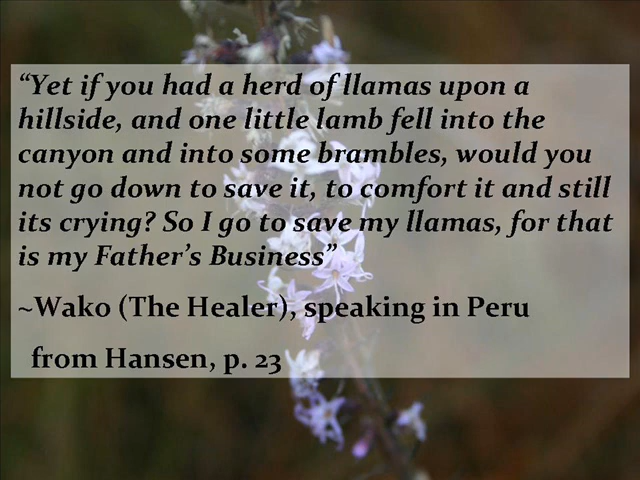 “Yet if you had a herd of llamas upon a
hillside, and one little lamb fell into the
canyon and into some brambles, would you
not go down to save it, to comfort it and still
its crying? So I go to save my llamas, for that
is my Father’s Business”
~Wako (The Healer), speaking in Peru
from Hansen, p. 23